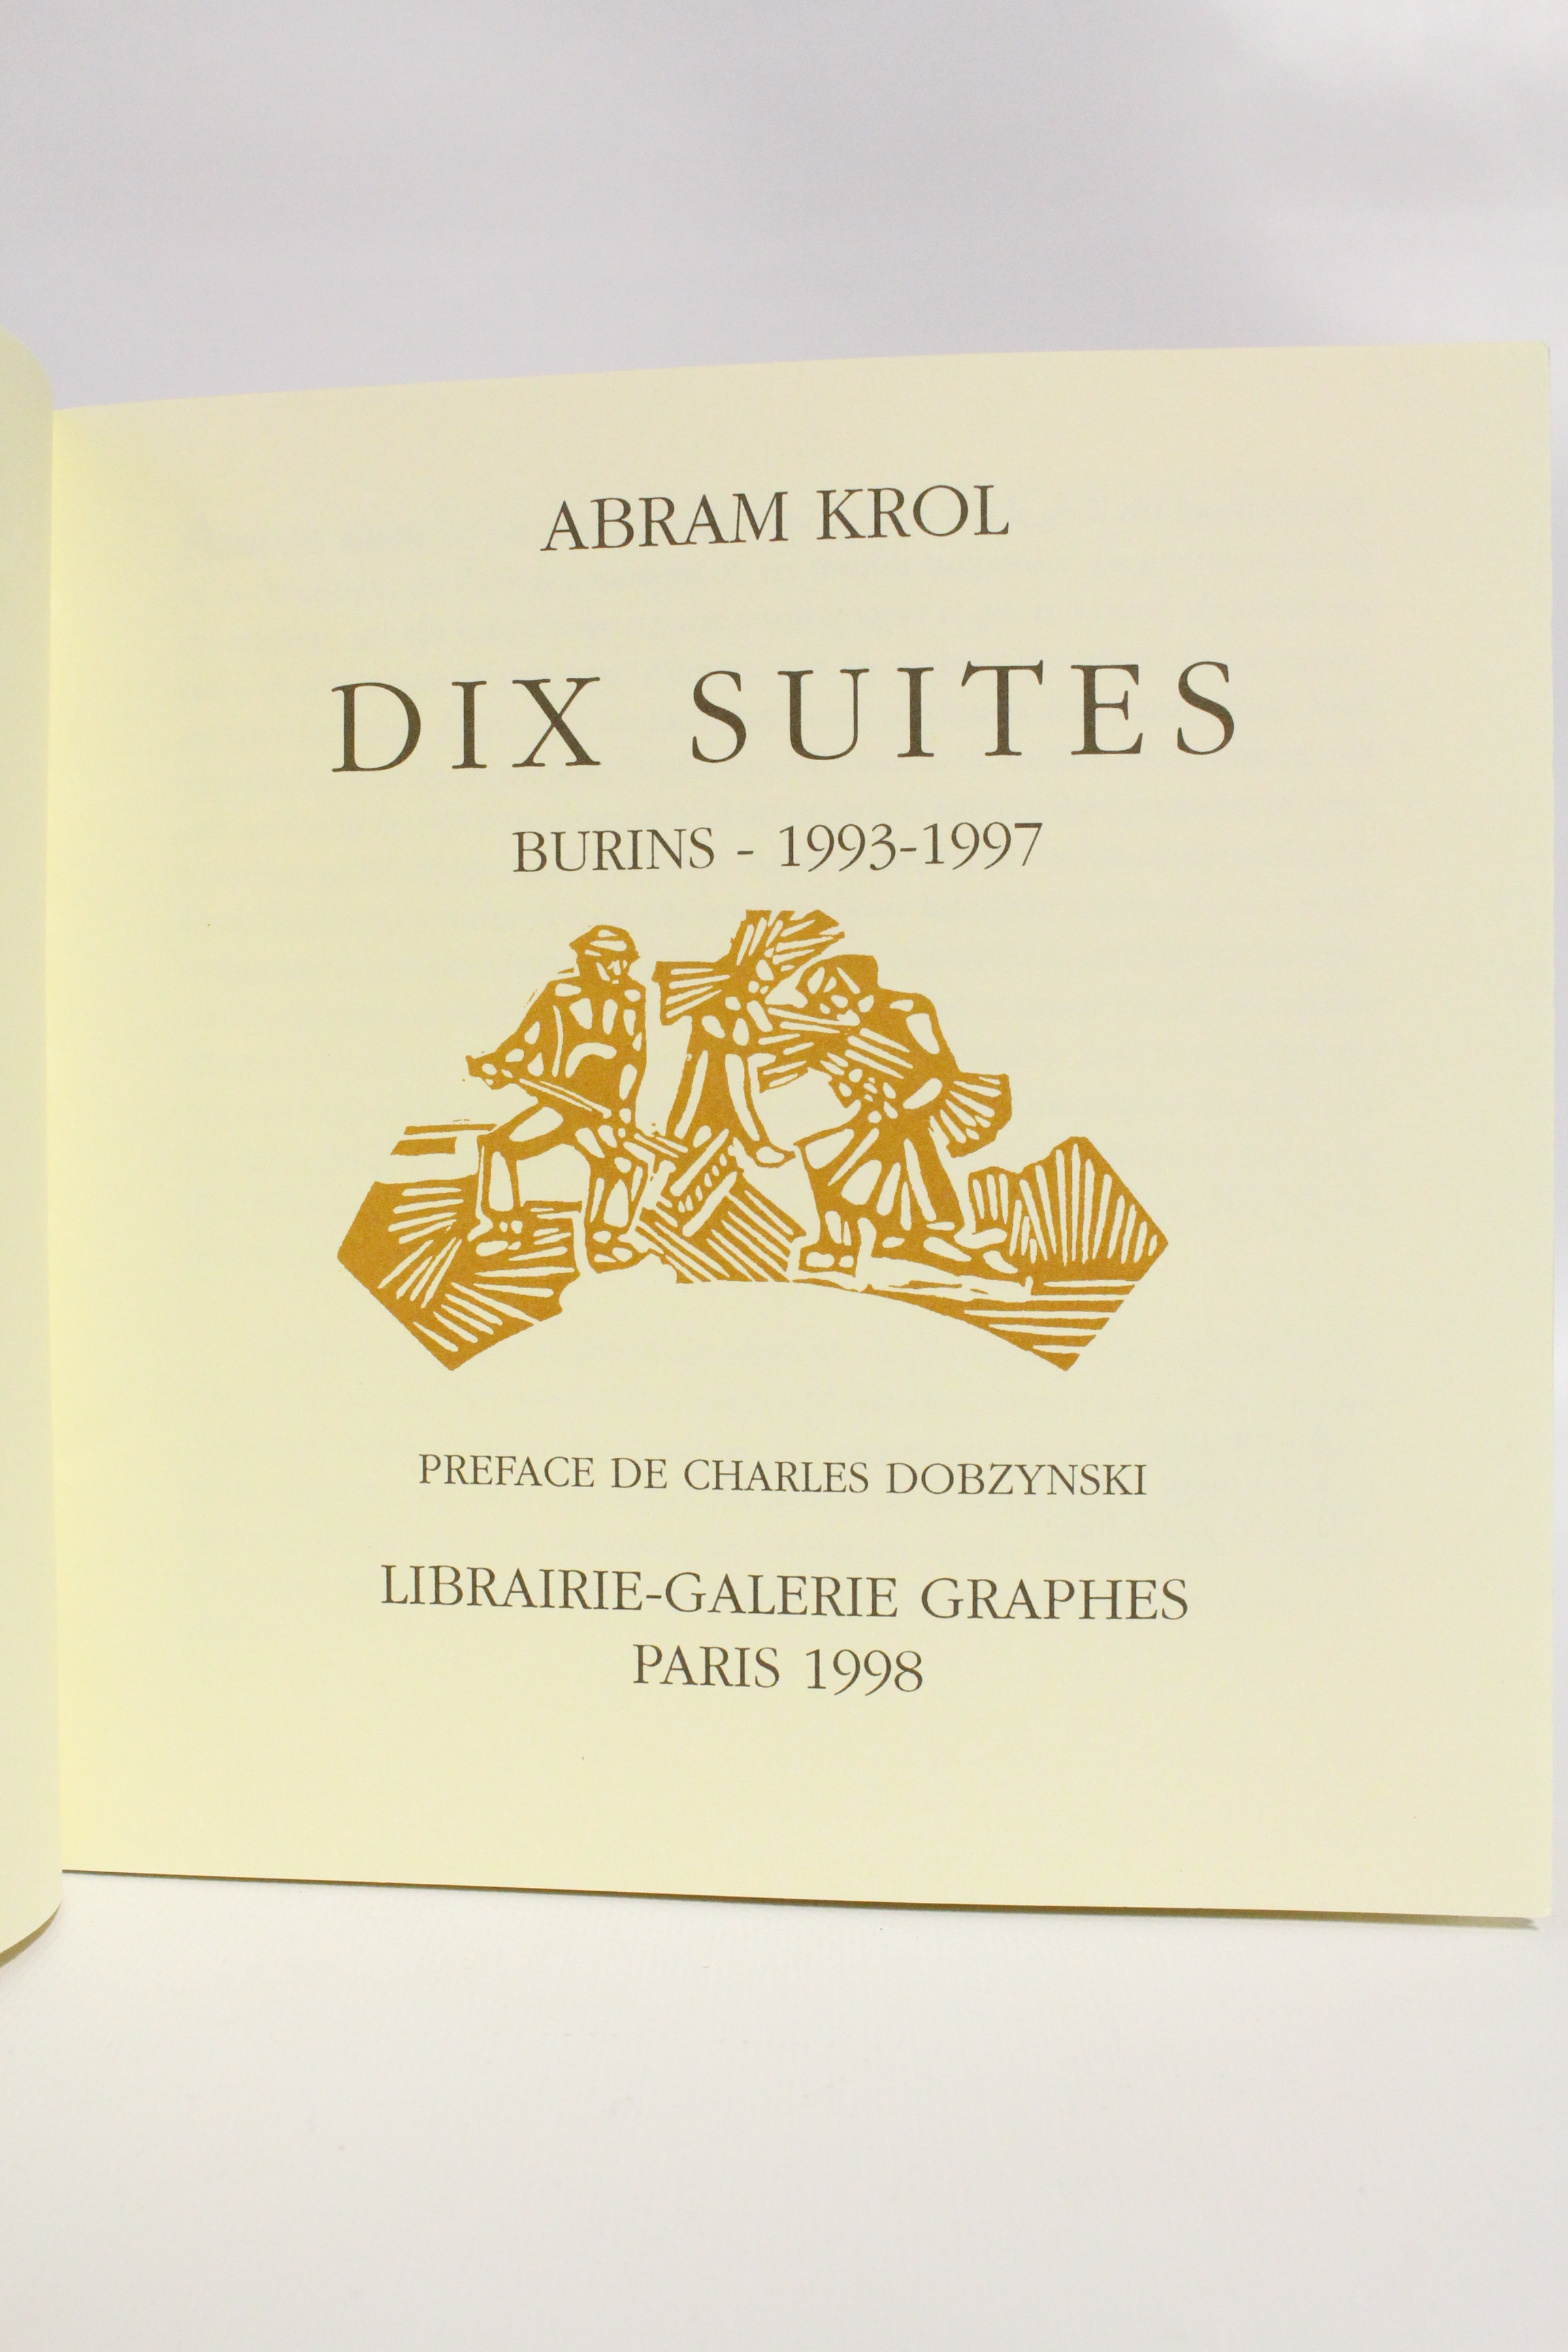 ABRAM KROL
DIX SUITES
BURINS - 1993-1997
PREFACE DE CHARLES DOBZYNSKI
LIBRAIRIE-GALERIE GRAPHES
PARIS 1998